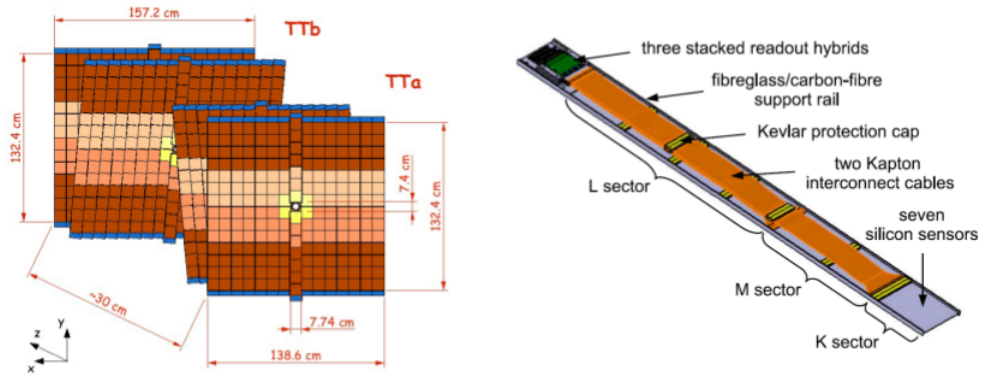 157.2 cm
TTb
TTa
132.4 cm
7.4 cm
132.4 cm
~30 cm
7.74 cm
138.6 cm
y
z
x
three stacked readout hybrids
fibreglass/carbon-fibre
support rail
Kevlar protection cap
two Kapton
interconnect cables
seven
silicon sensors
L sector
M sector
K sector